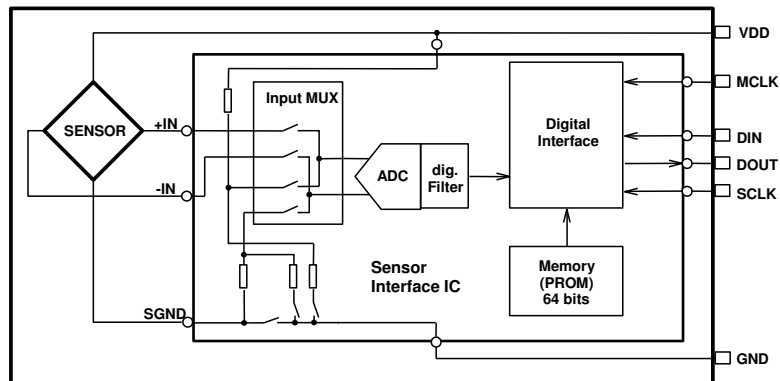 VDD
MCLK
Input MUX
+IN
SENSOR
Digital
Interface
DIN
DOUT
ADC
dig.
Filter
-IN
SCLK
Sensor
Interface IC
Memory
(PROM)
64 bits
SGND
GND